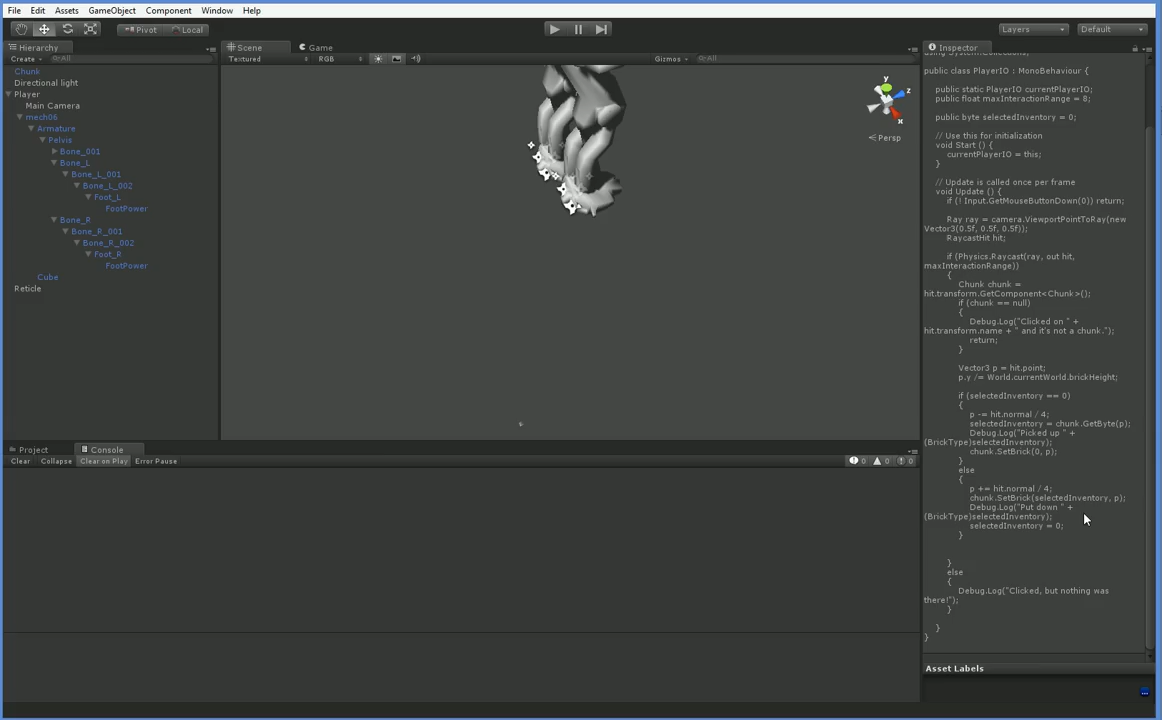 File Edit Assets GameObject Component Window Help
Pivot Local Layers Default
Hierarchy Scene Game Inspector
Create All Textured RGB Gizmos All
Chunk
Directional light
Player
Main Camera
mech06
Armature
Pelvis
Bone_001
Bone_L
Bone_L_001
Bone_L_002
Foot_L
FootPower
Bone_R
Bone_R_001
Bone_R_002
Foot_R
FootPower
Cube
Reticle
y
z
x
Persp
Project Console
Clear Collapse Clear on Play Error Pause 0 0 0
using System.Collections;
public class PlayerIO : MonoBehaviour {
public static PlayerIO currentPlayerIO;
public float maxInteractionRange = 8;
public byte selectedInventory = 0;
// Use this for initialization
void Start () {
currentPlayerIO = this;
}
// Update is called once per frame
void Update () {
if (! Input.GetMouseButtonDown(0)) return;
Ray ray = camera.ViewportPointToRay(new
Vector3(0.5f, 0.5f, 0.5f));
RaycastHit hit;
if (Physics.Raycast(ray, out hit,
maxInteractionRange))
{
Chunk chunk =
hit.transform.GetComponent<Chunk>();
if (chunk == null)
{
Debug.Log("Clicked on " +
hit.transform.name + " and it's not a chunk.");
return;
}
Vector3 p = hit.point;
p.y /= World.currentWorld.brickHeight;
if (selectedInventory == 0)
{
p -= hit.normal / 4;
selectedInventory = chunk.GetByte(p);
Debug.Log("Picked up " +
(BrickType)selectedInventory);
chunk.SetBrick(0, p);
}
else
{
p += hit.normal / 4;
chunk.SetBrick(selectedInventory, p);
Debug.Log("Put down " +
(BrickType)selectedInventory);
selectedInventory = 0;
}
}
else
{
Debug.Log("Clicked, but nothing was
there!");
}
}
}
Asset Labels